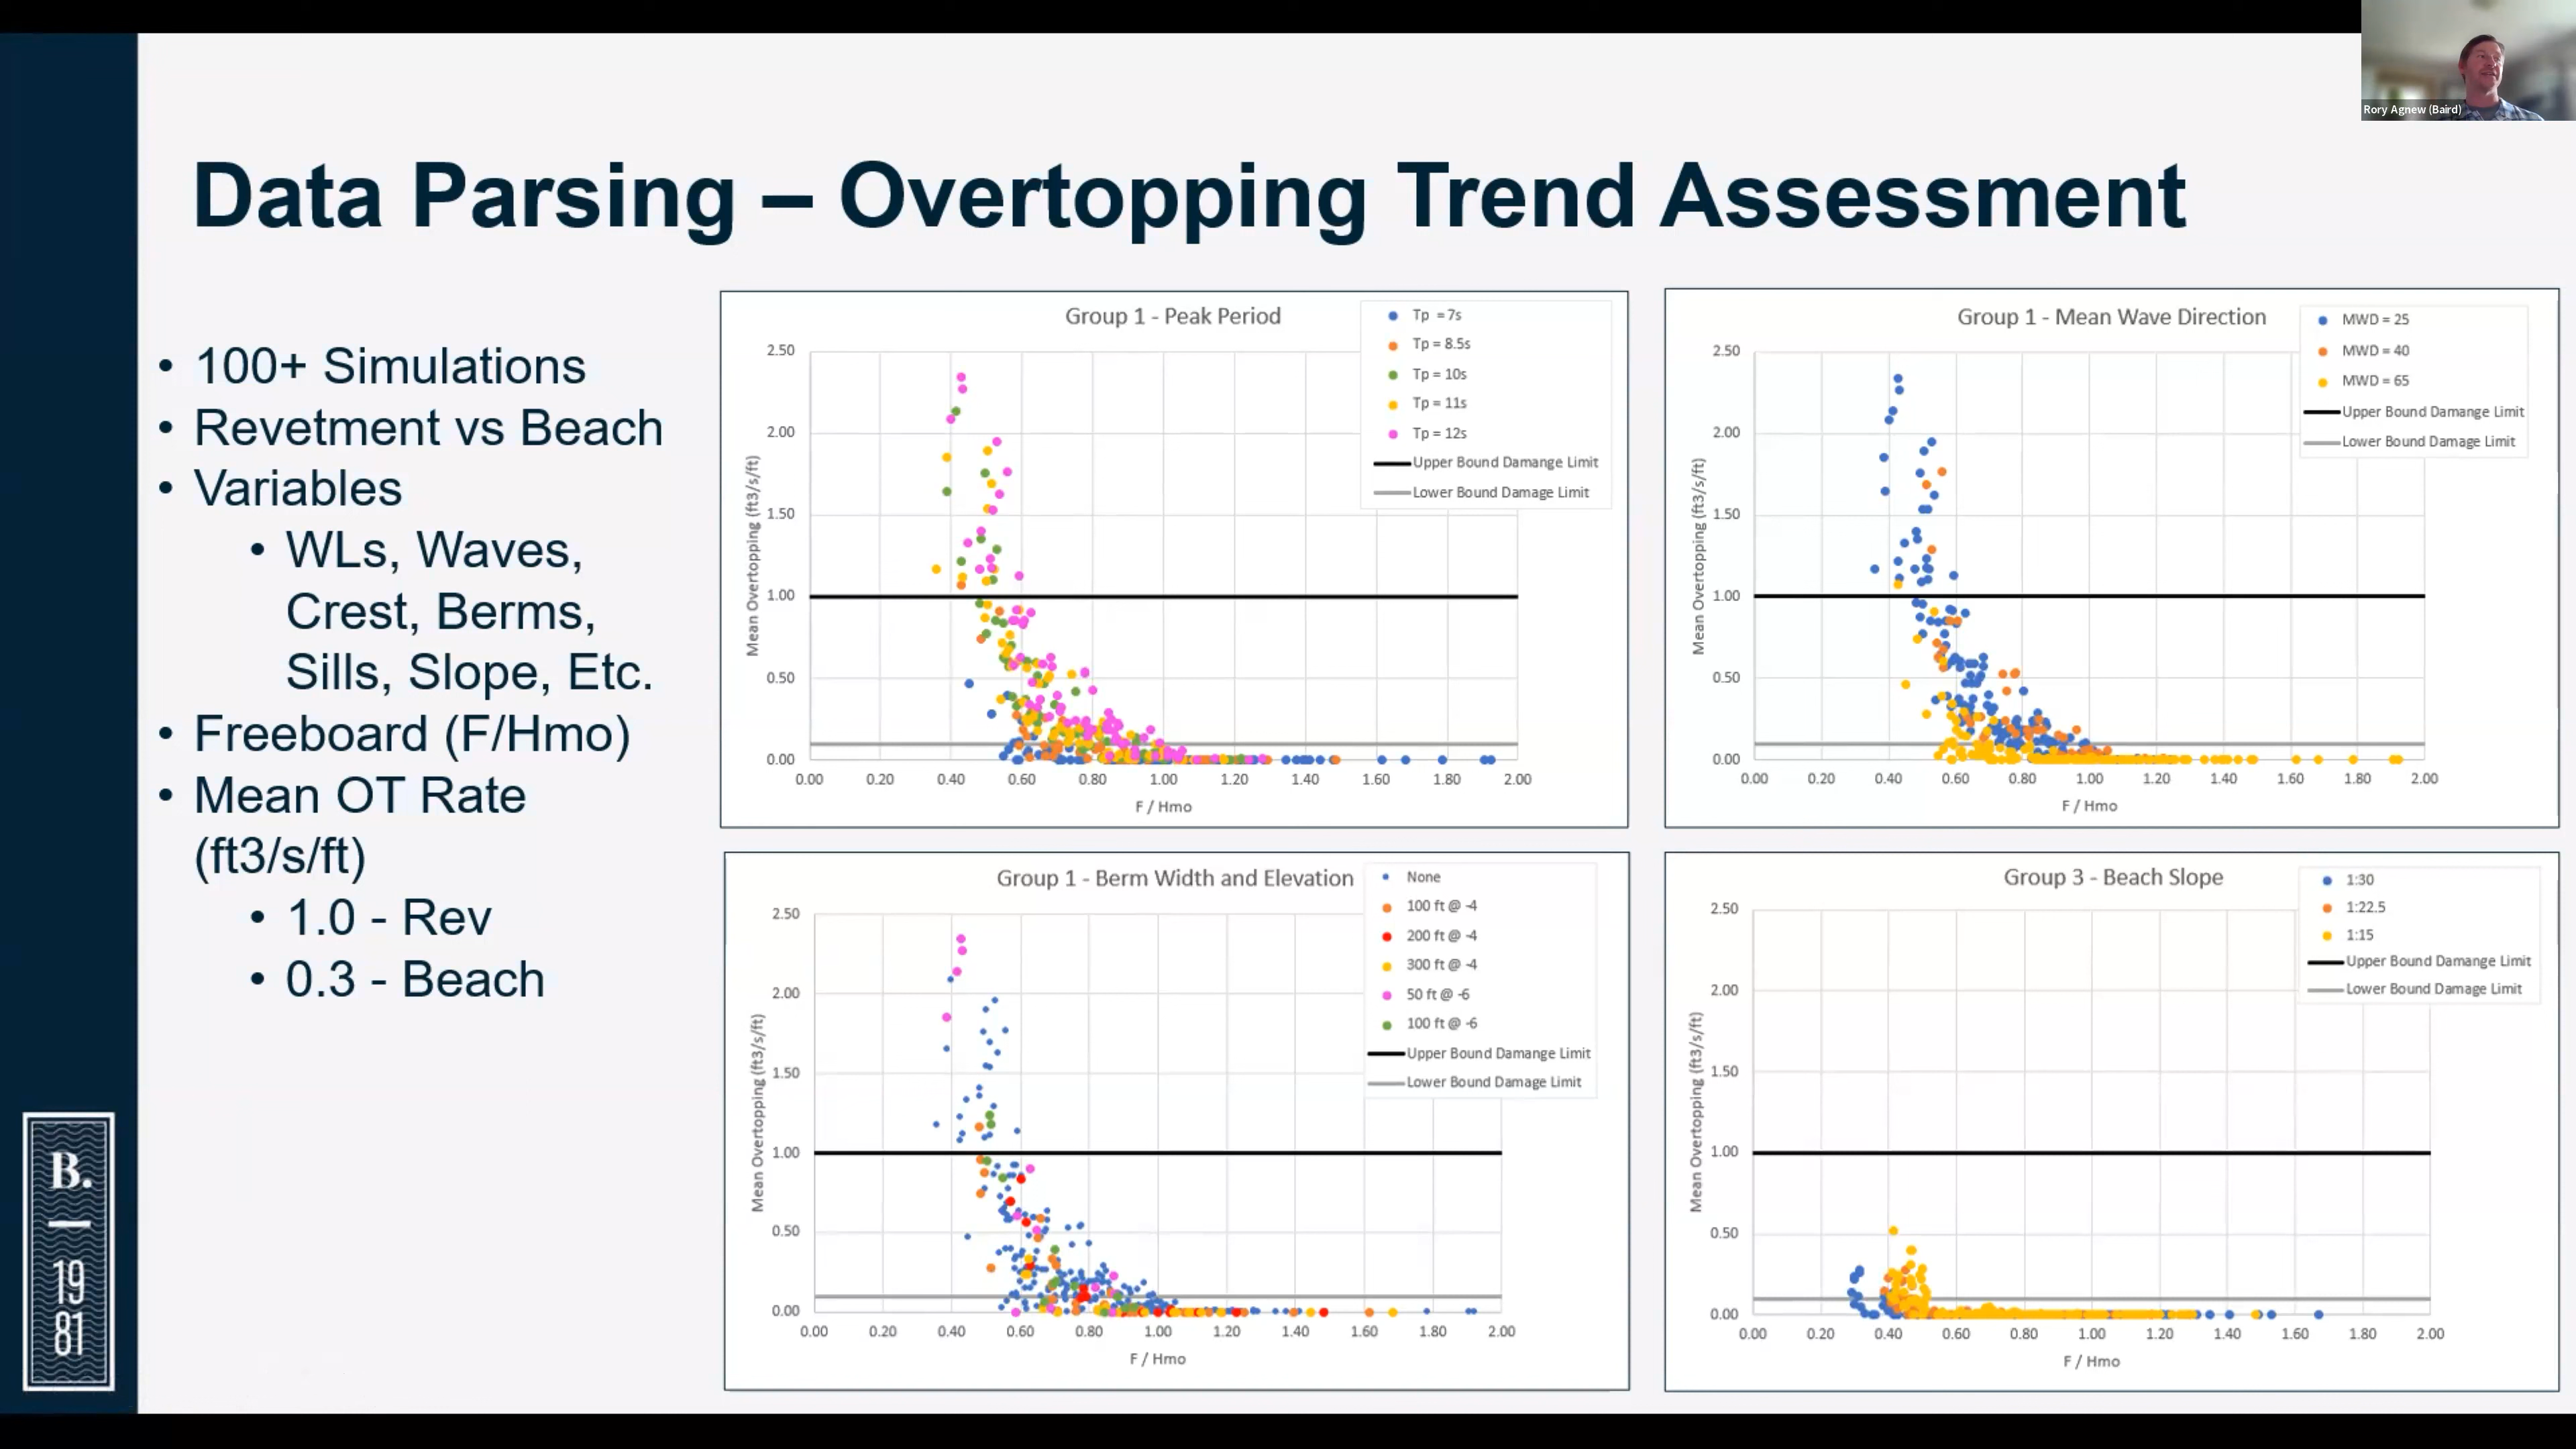 Rory Agnew (Baird)
Data Parsing – Overtopping Trend Assessment
• 100+ Simulations
• Revetment vs Beach
• Variables
• WLs, Waves,
Crest, Berms,
Sills, Slope, Etc.
• Freeboard (F/Hmo)
• Mean OT Rate
(ft3/s/ft)
• 1.0 - Rev
• 0.3 - Beach
B.
19
81
Group 1 - Peak Period
Tp = 7s
Tp = 8.5s
Tp = 10s
Tp = 11s
Tp = 12s
Upper Bound Damange Limit
Lower Bound Damage Limit
Mean Overtopping (ft3/s/ft)
2.50
2.00
1.50
1.00
0.50
0.00
0.00 0.20 0.40 0.60 0.80 1.00 1.20 1.40 1.60 1.80 2.00
F / Hmo
Group 1 - Mean Wave Direction
MWD = 25
MWD = 40
MWD = 65
Upper Bound Damange Limit
Lower Bound Damage Limit
Mean Overtopping (ft3/s/ft)
2.50
2.00
1.50
1.00
0.50
0.00
0.00 0.20 0.40 0.60 0.80 1.00 1.20 1.40 1.60 1.80 2.00
F / Hmo
Group 1 - Berm Width and Elevation
None
100 ft @ -4
200 ft @ -4
300 ft @ -4
50 ft @ -6
100 ft @ -6
Upper Bound Damange Limit
Lower Bound Damage Limit
Mean Overtopping (ft3/s/ft)
2.50
2.00
1.50
1.00
0.50
0.00
0.00 0.20 0.40 0.60 0.80 1.00 1.20 1.40 1.60 1.80 2.00
F / Hmo
Group 3 - Beach Slope
1:30
1:22.5
1:15
Upper Bound Damange Limit
Lower Bound Damage Limit
Mean Overtopping (ft3/s/ft)
2.50
2.00
1.50
1.00
0.50
0.00
0.00 0.20 0.40 0.60 0.80 1.00 1.20 1.40 1.60 1.80 2.00
F / Hmo